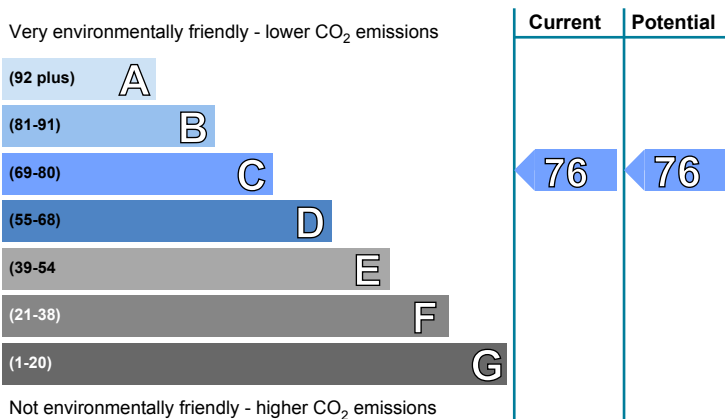 Very environmentally friendly - lower CO2 emissions
Current Potential
(92 plus) A
(81-91) B
(69-80) C
76 76
(55-68) D
(39-54 E
(21-38) F
(1-20) G
Not environmentally friendly - higher CO2 emissions